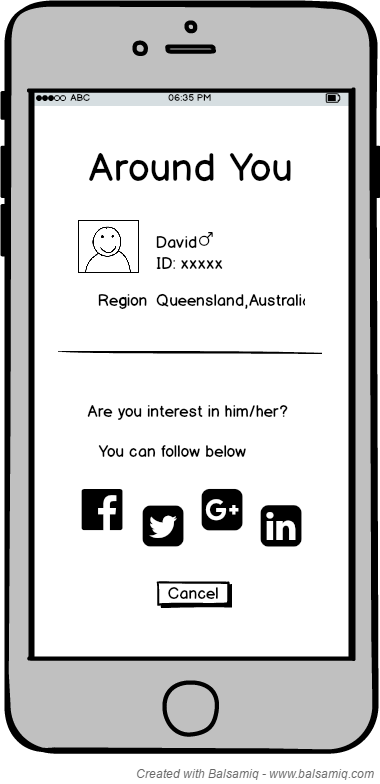 ABC 06:35 PM
Around You
David♂
ID: xxxxx
Region Queensland,Australia
Are you interest in him/her?
You can follow below
f G+ in
Cancel
Created with Balsamiq - www.balsamiq.com